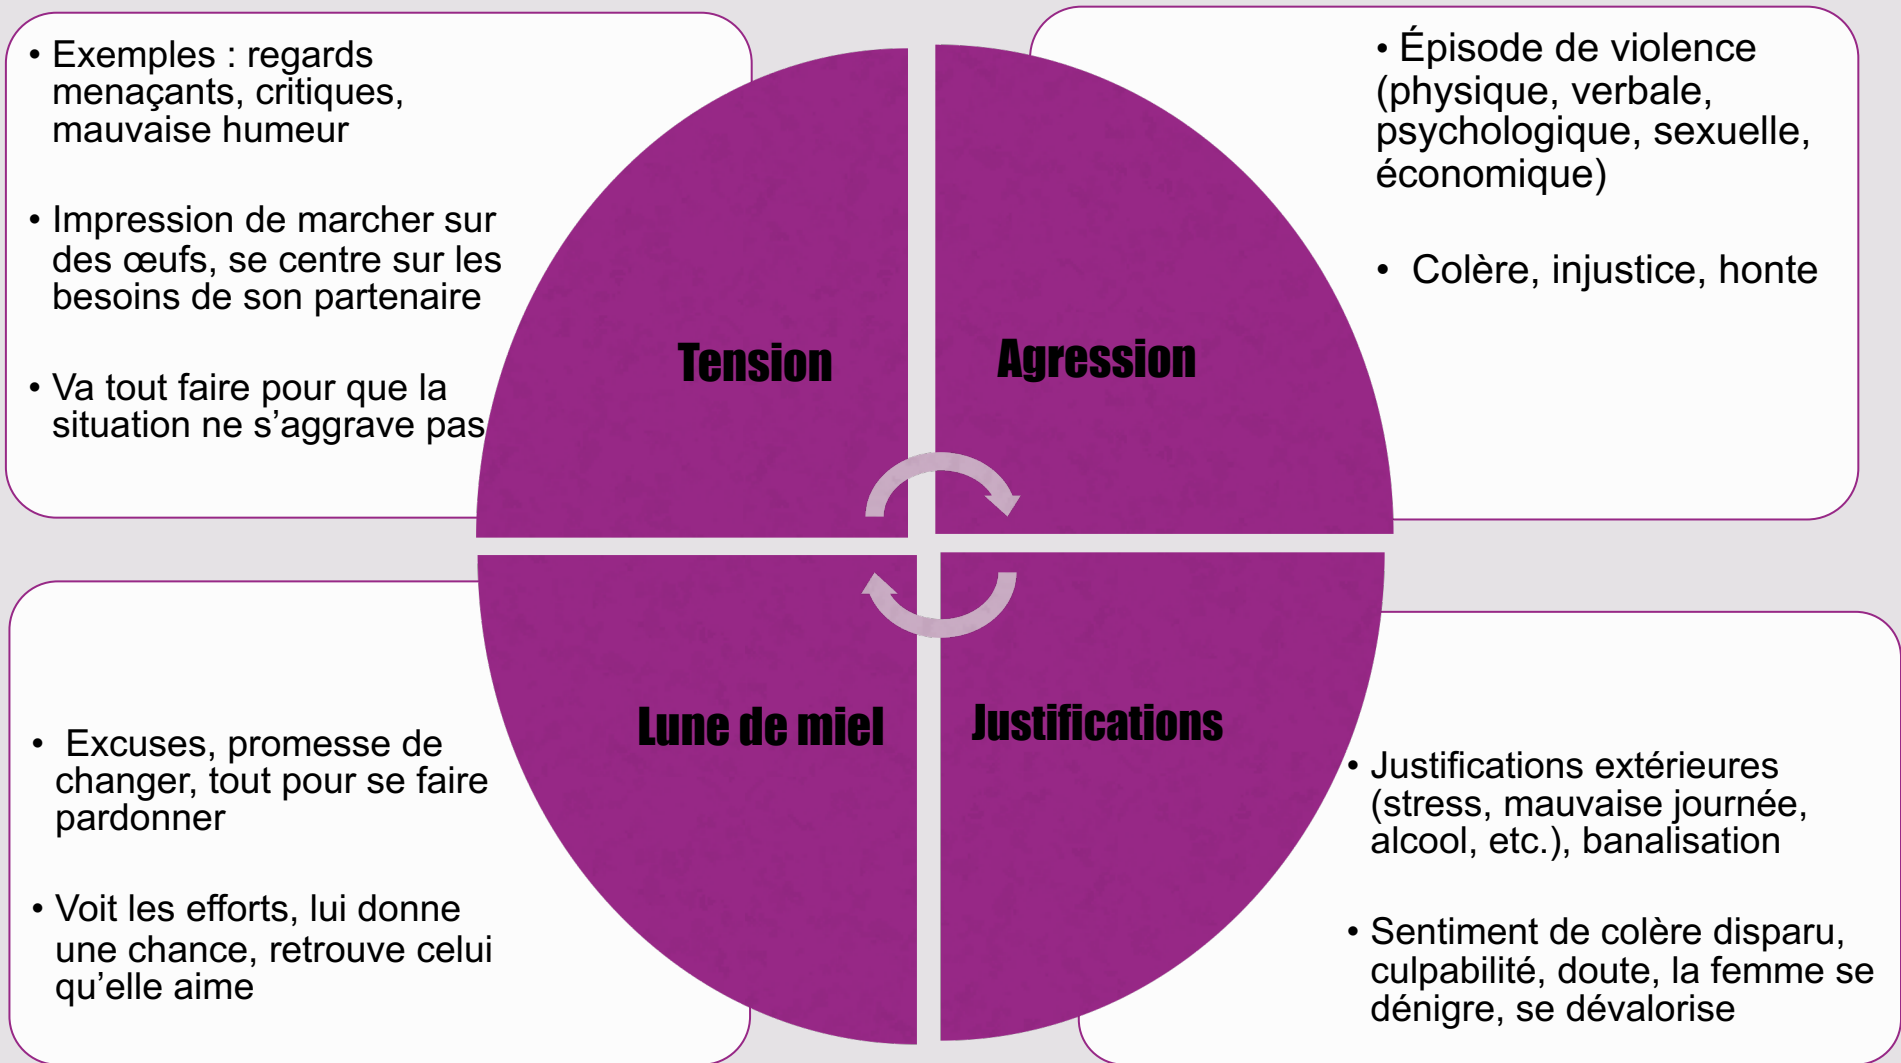 • Exemples : regards
menaçants, critiques,
mauvaise humeur
• Impression de marcher sur
des œufs, se centre sur les
besoins de son partenaire
• Va tout faire pour que la
situation ne s’aggrave pas
• Épisode de violence
(physique, verbale,
psychologique, sexuelle,
économique)
• Colère, injustice, honte
Tension
Agression
Lune de miel
Justifications
• Excuses, promesse de
changer, tout pour se faire
pardonner
• Voit les efforts, lui donne
une chance, retrouve celui
qu’elle aime
• Justifications extérieures
(stress, mauvaise journée,
alcool, etc.), banalisation
• Sentiment de colère disparu,
culpabilité, doute, la femme se
dénigre, se dévalorise